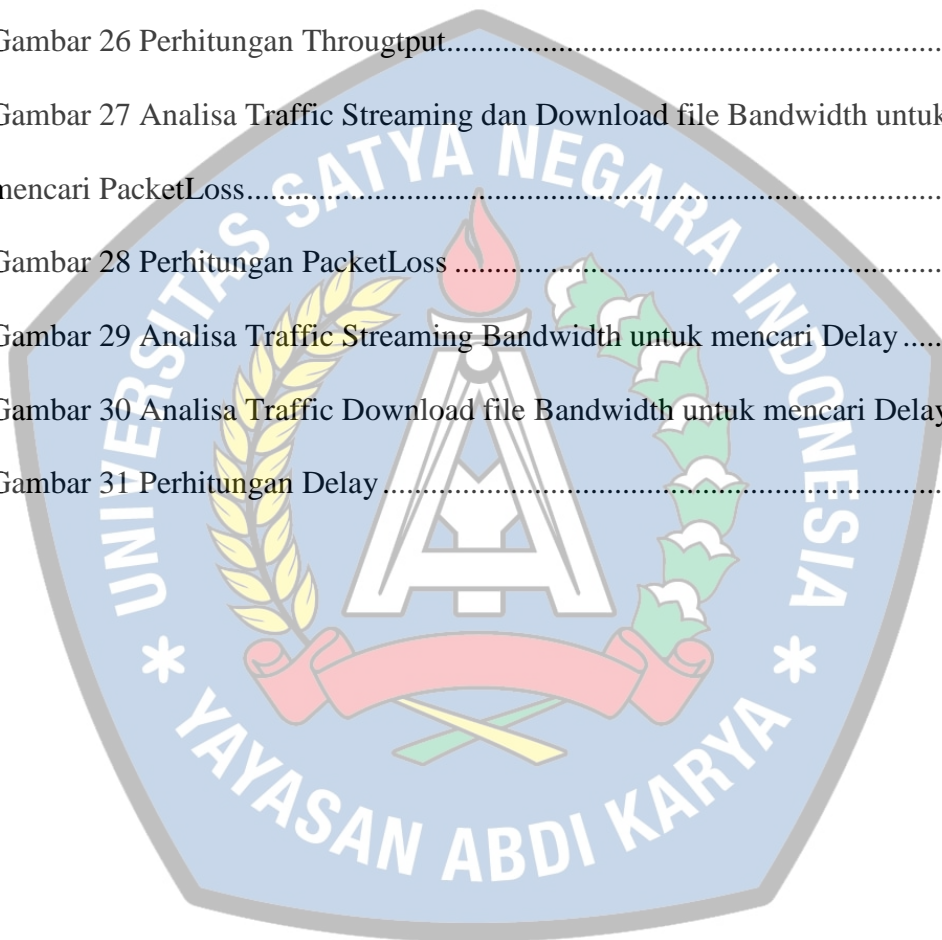 Gambar 26 Perhitungan Througtput.......................................................................
Gambar 27 Analisa Traffic Streaming dan Download file Bandwidth untuk
mencari PacketLoss.......................................................................
Gambar 28 Perhitungan PacketLoss .......................................................................
Gambar 29 Analisa Traffic Streaming Bandwidth untuk mencari Delay .....
Gambar 30 Analisa Traffic Download file Bandwidth untuk mencari Delay
Gambar 31 Perhitungan Delay .......................................................................
UNIVERSITAS SATYA NEGARA INDONESIA
* YAYASAN ABDI KARYA *